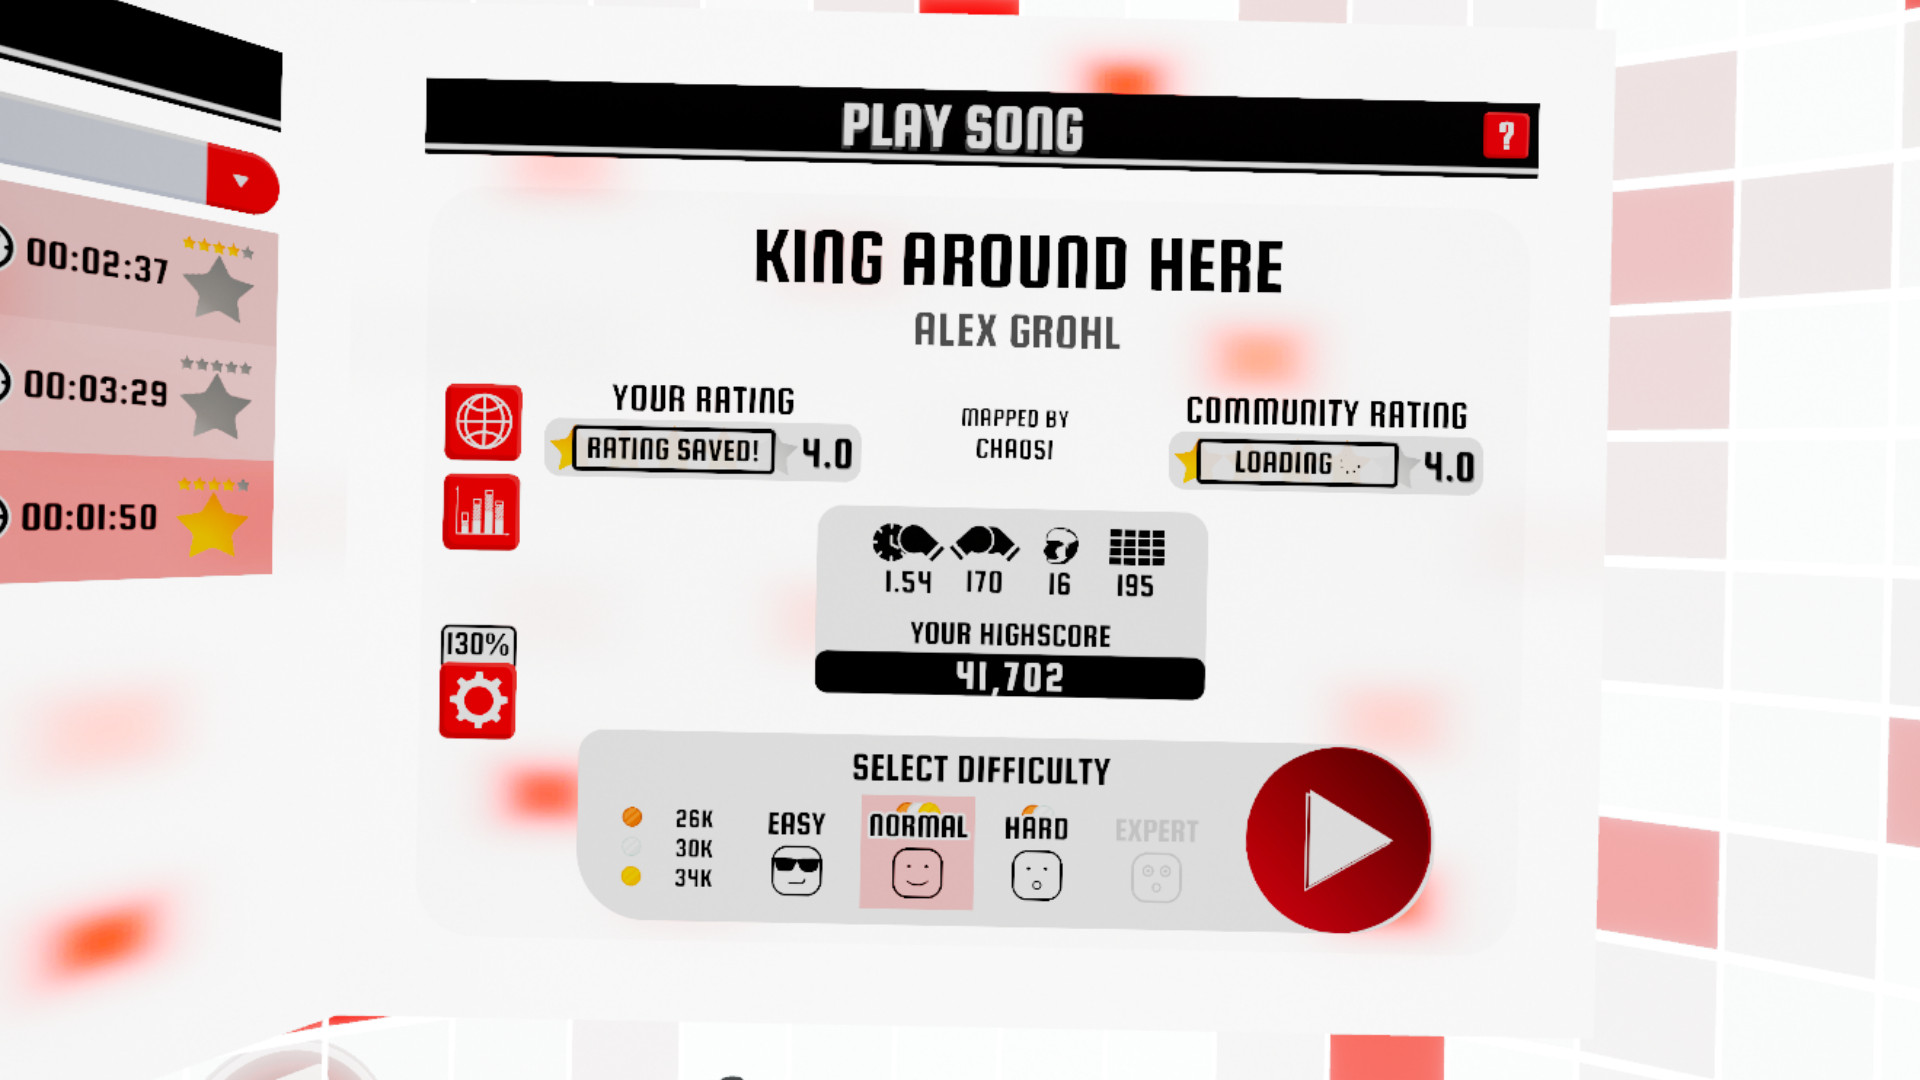 PLAY SONG
?
00:02:37
00:03:29
00:01:50
KING AROUND HERE
ALEX GROHL
YOUR RATING
RATING SAVED! 4.0
MAPPED BY
CHAOS!
COMMUNITY RATING
LOADING 4.0
1.54 170 16 195
YOUR HIGHSCORE
41,702
130%
SELECT DIFFICULTY
26K
30K
34K
EASY NORMAL HARD EXPERT